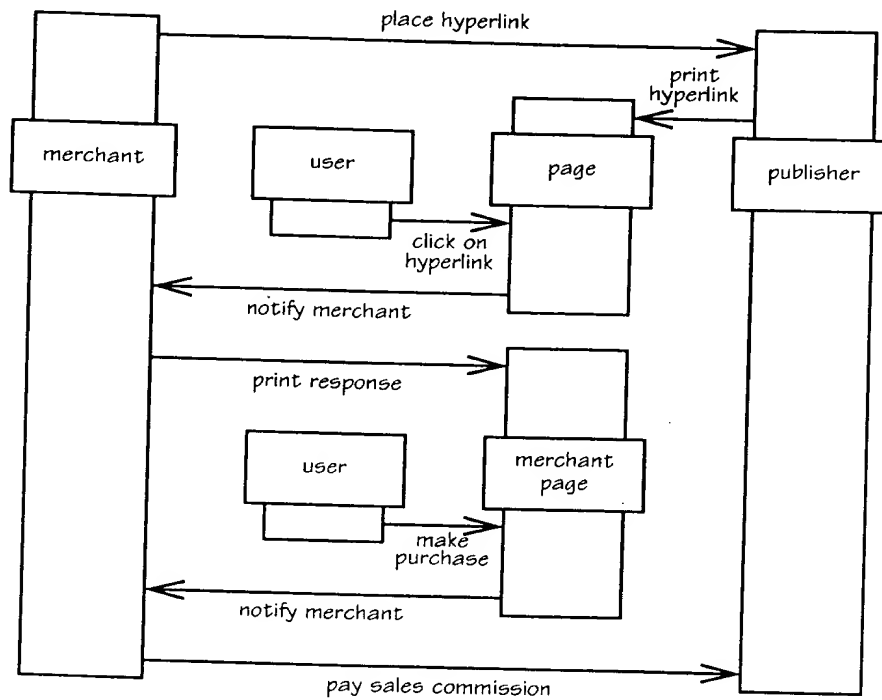 place hyperlink
print
hyperlink
merchant
user
page
publisher
click on
hyperlink
notify merchant
print response
user
merchant
page
make
purchase
notify merchant
pay sales commission